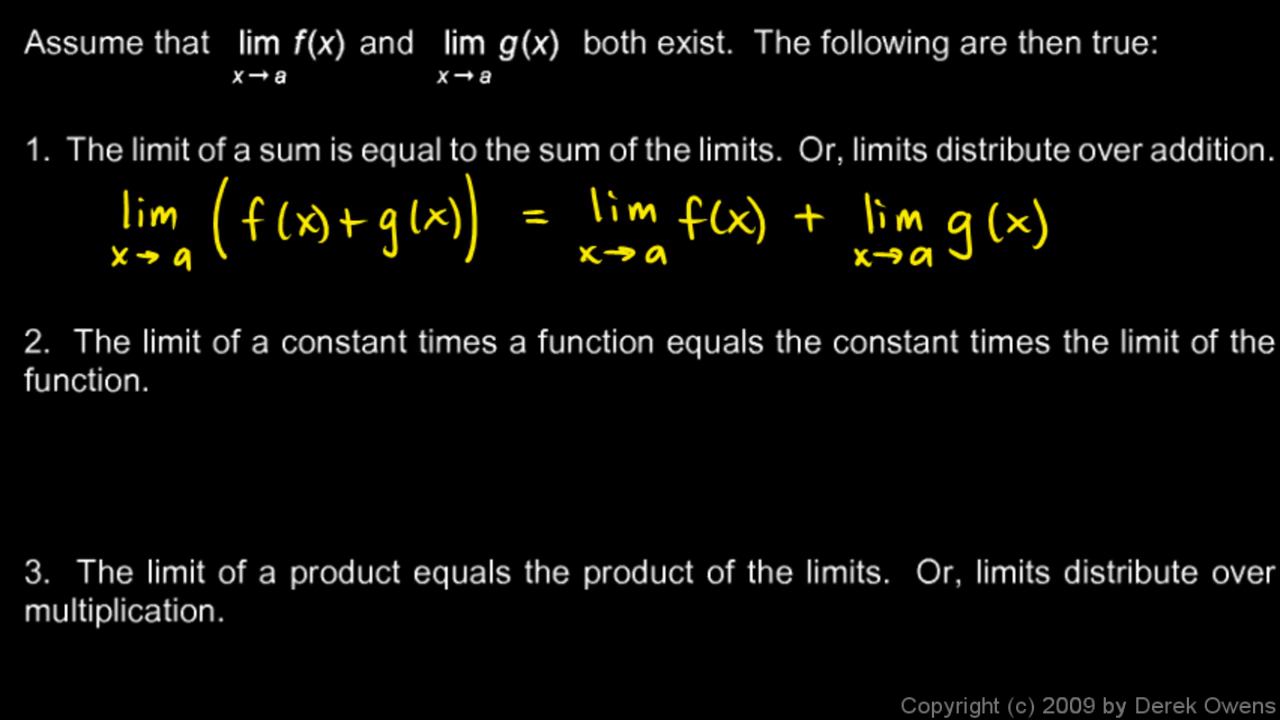 Assume that lim f(x) and lim g(x) both exist. The following are then true:
x→a x→a
1. The limit of a sum is equal to the sum of the limits. Or, limits distribute over addition.
lim (f(x)+g(x)) = lim f(x) + lim g(x)
x→a x→a x→a
2. The limit of a constant times a function equals the constant times the limit of the
function.
3. The limit of a product equals the product of the limits. Or, limits distribute over
multiplication.
Copyright (c) 2009 by Derek Owens